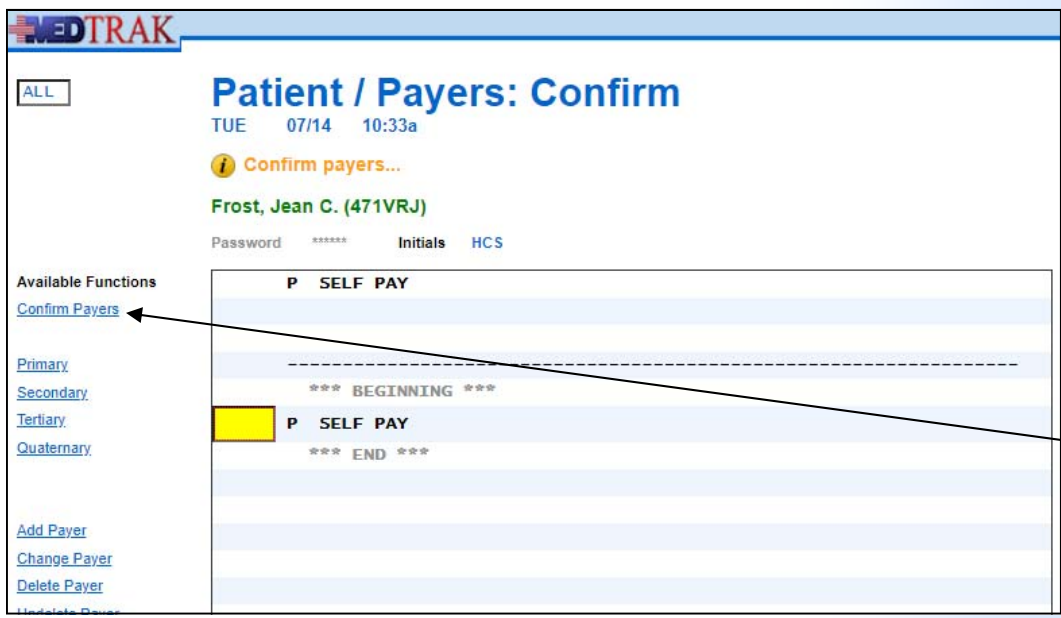 MEDTRAK
ALL
Patient / Payers: Confirm
TUE 07/14 10:33a
i Confirm payers...
Frost, Jean C. (471VRJ)
Password ****** Initials HCS
Available Functions
Confirm Payers
Primary
Secondary
Tertiary
Quaternary
Add Payer
Change Payer
Delete Payer
Undelete Payer
P SELF PAY
--------------------------------------------------------------------
*** BEGINNING ***
P SELF PAY
*** END ***